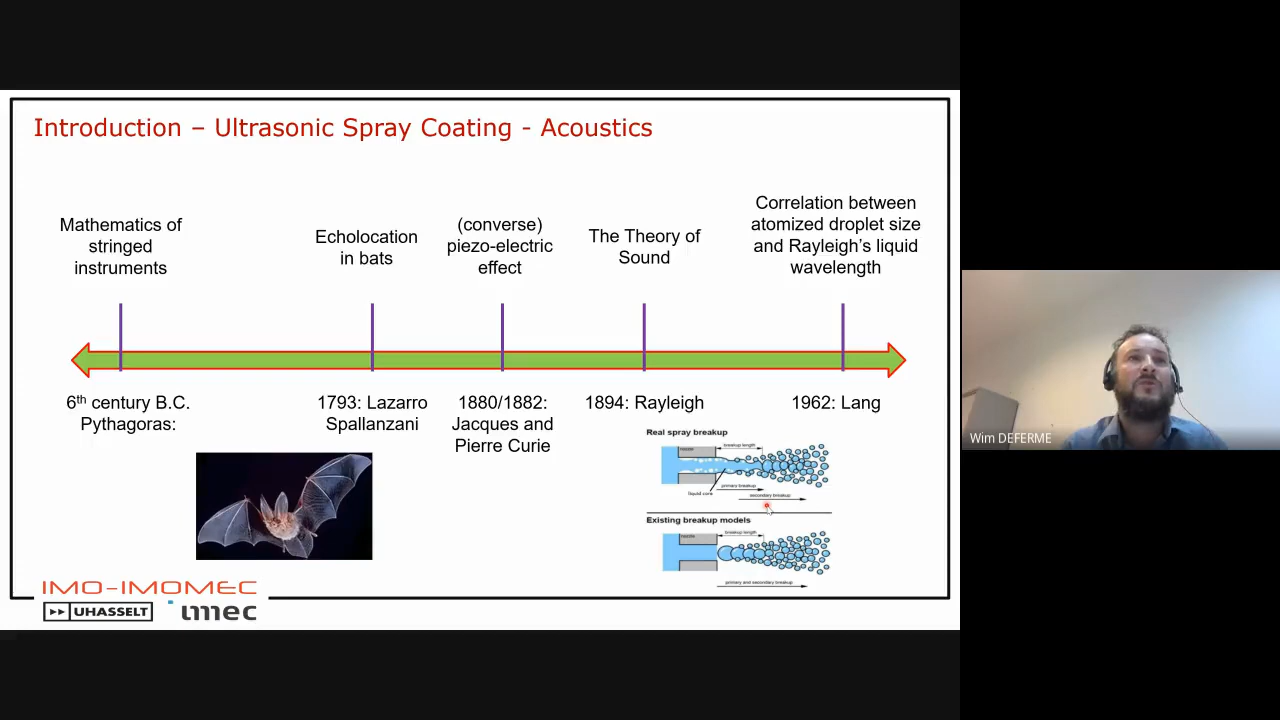 Introduction – Ultrasonic Spray Coating - Acoustics
Mathematics of
stringed
instruments
Echolocation
in bats
(converse)
piezo-electric
effect
The Theory of
Sound
Correlation between
atomized droplet size
and Rayleigh's liquid
wavelength
6th century B.C.
Pythagoras:
1793: Lazarro
Spallanzani
1880/1882:
Jacques and
Pierre Curie
1894: Rayleigh
1962: Lang
Real spray breakup
nozzle
breakup length
liquid core
primary breakup
secondary breakup
Existing breakup models
nozzle
breakup length
primary and secondary breakup
IMO-IMOMEC
UHASSELT
imec
Wim DEFERME